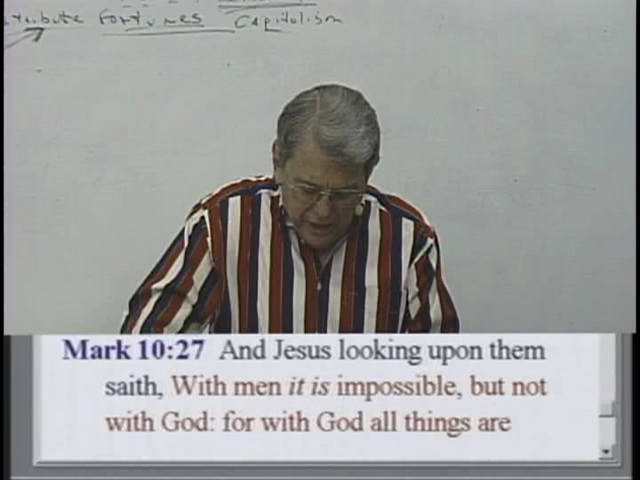 tribute Fortunes Capitolism
Mark 10:27 And Jesus looking upon them
saith, With men it is impossible, but not
with God: for with God all things are